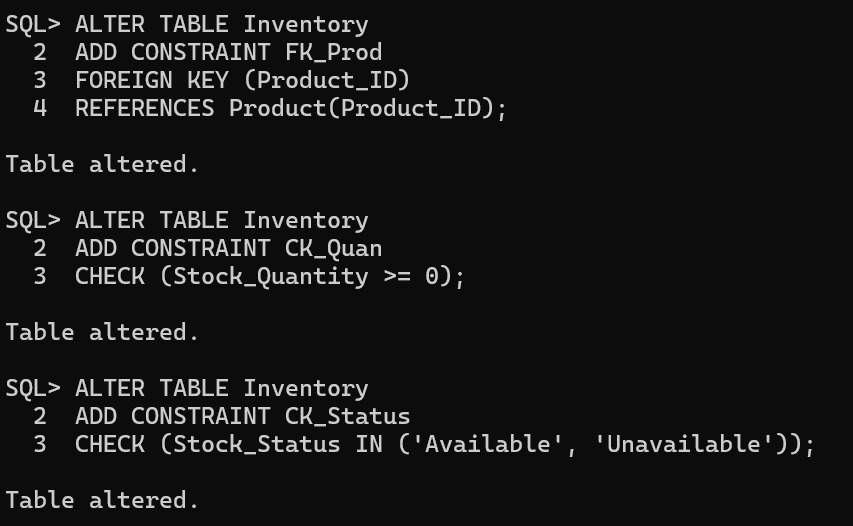 SQL> ALTER TABLE Inventory
  2  ADD CONSTRAINT FK_Prod
  3  FOREIGN KEY (Product_ID)
  4  REFERENCES Product(Product_ID);
Table altered.
SQL> ALTER TABLE Inventory
  2  ADD CONSTRAINT CK_Quan
  3  CHECK (Stock_Quantity >= 0);
Table altered.
SQL> ALTER TABLE Inventory
  2  ADD CONSTRAINT CK_Status
  3  CHECK (Stock_Status IN ('Available', 'Unavailable'));
Table altered.